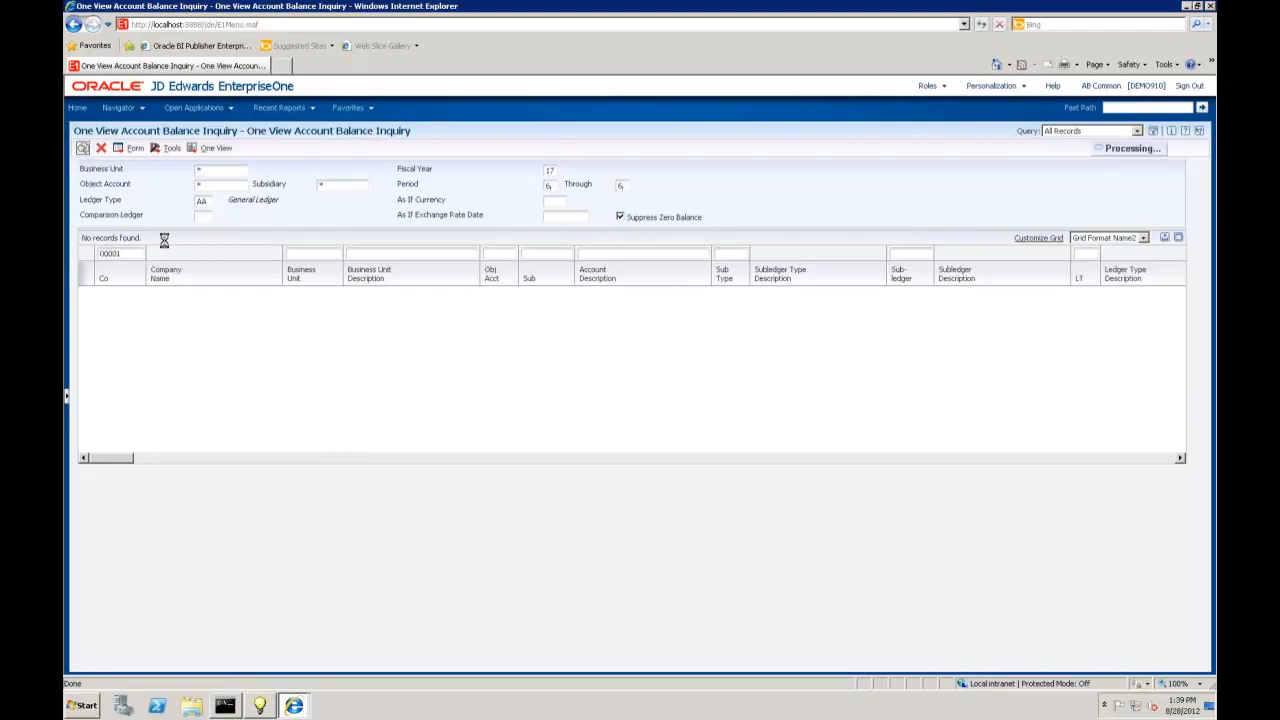 One View Account Balance Inquiry - One View Account Balance Inquiry - Windows Internet Explorer
http://localhost:8888/jde/E1Menu.maf
Bing
Favorites Oracle BI Publisher Enterpri... Suggested Sites Web Slice Gallery
One View Account Balance Inquiry - One View Accoun...
Page Safety Tools
ORACLE JD Edwards EnterpriseOne
Roles Personalization Help AB Common [DEMO910] Sign Out
Home Navigator Open Applications Recent Reports Favorites Fast Path
One View Account Balance Inquiry - One View Account Balance Inquiry
Query: All Records
Form Tools One View
Processing...
Business Unit * Fiscal Year 17
Object Account * Subsidiary * Period 6, Through 6,
Ledger Type AA General Ledger As If Currency
Comparison Ledger As If Exchange Rate Date Suppress Zero Balance
No records found. Customize Grid Grid Format Name2
00001
Co Company Name Business Unit Business Unit Description Obj Acct Sub Account Description Sub Type Subledger Type Description Sub-ledger Subledger Description LT Ledger Type Description
Done Local intranet | Protected Mode: Off 100%
Start
1:39 PM
8/28/2012